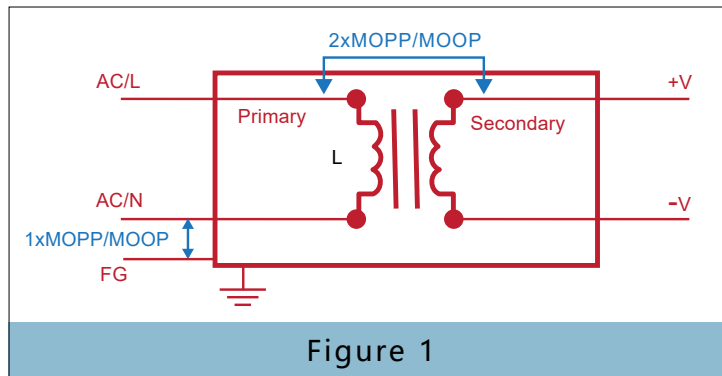 2xMOPP/MOOP
AC/L
+V
Primary
Secondary
L
AC/N
-V
1xMOPP/MOOP
FG
Figure 1